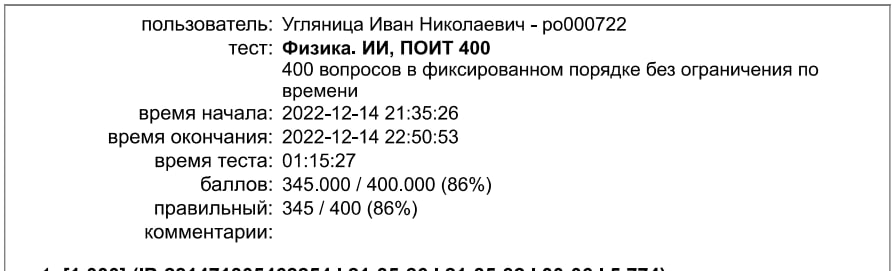 пользователь: Угляница Иван Николаевич - po000722
тест: Физика. ИИ, ПОИТ 400
400 вопросов в фиксированном порядке без ограничения по
времени
время начала: 2022-12-14 21:35:26
время окончания: 2022-12-14 22:50:53
время теста: 01:15:27
баллов: 345.000 / 400.000 (86%)
правильный: 345 / 400 (86%)
комментарии: